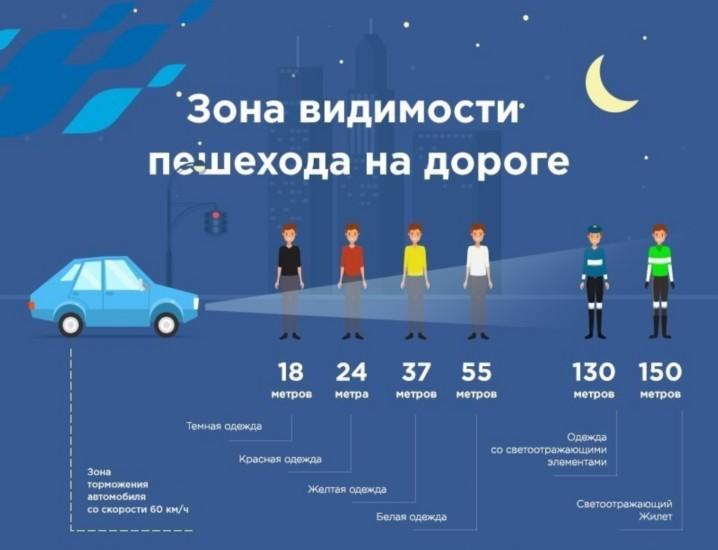 Зона видимости
пешехода на дороге
18
метров
24
метра
37
метров
55
метров
130
метров
150
метров
Темная одежда
Красная одежда
Желтая одежда
Белая одежда
Одежда
со светоотражающими
элементами
Светоотражающий
Жилет
Зона
торможения
автомобиля
со скорости 60 км/ч